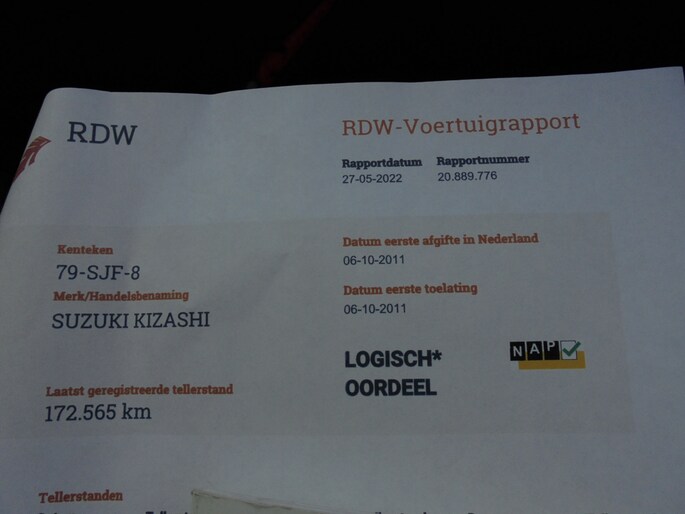 RDW
RDW-Voertuigrapport
Rapportdatum Rapportnummer
27-05-2022 20.889.776
Kenteken
79-SJF-8
Merk/Handelsbenaming
SUZUKI KIZASHI
Datum eerste afgifte in Nederland
06-10-2011
Datum eerste toelating
06-10-2011
LOGISCH*
OORDEEL
NAP
Laatst geregistreerde tellerstand
172.565 km
Tellerstanden